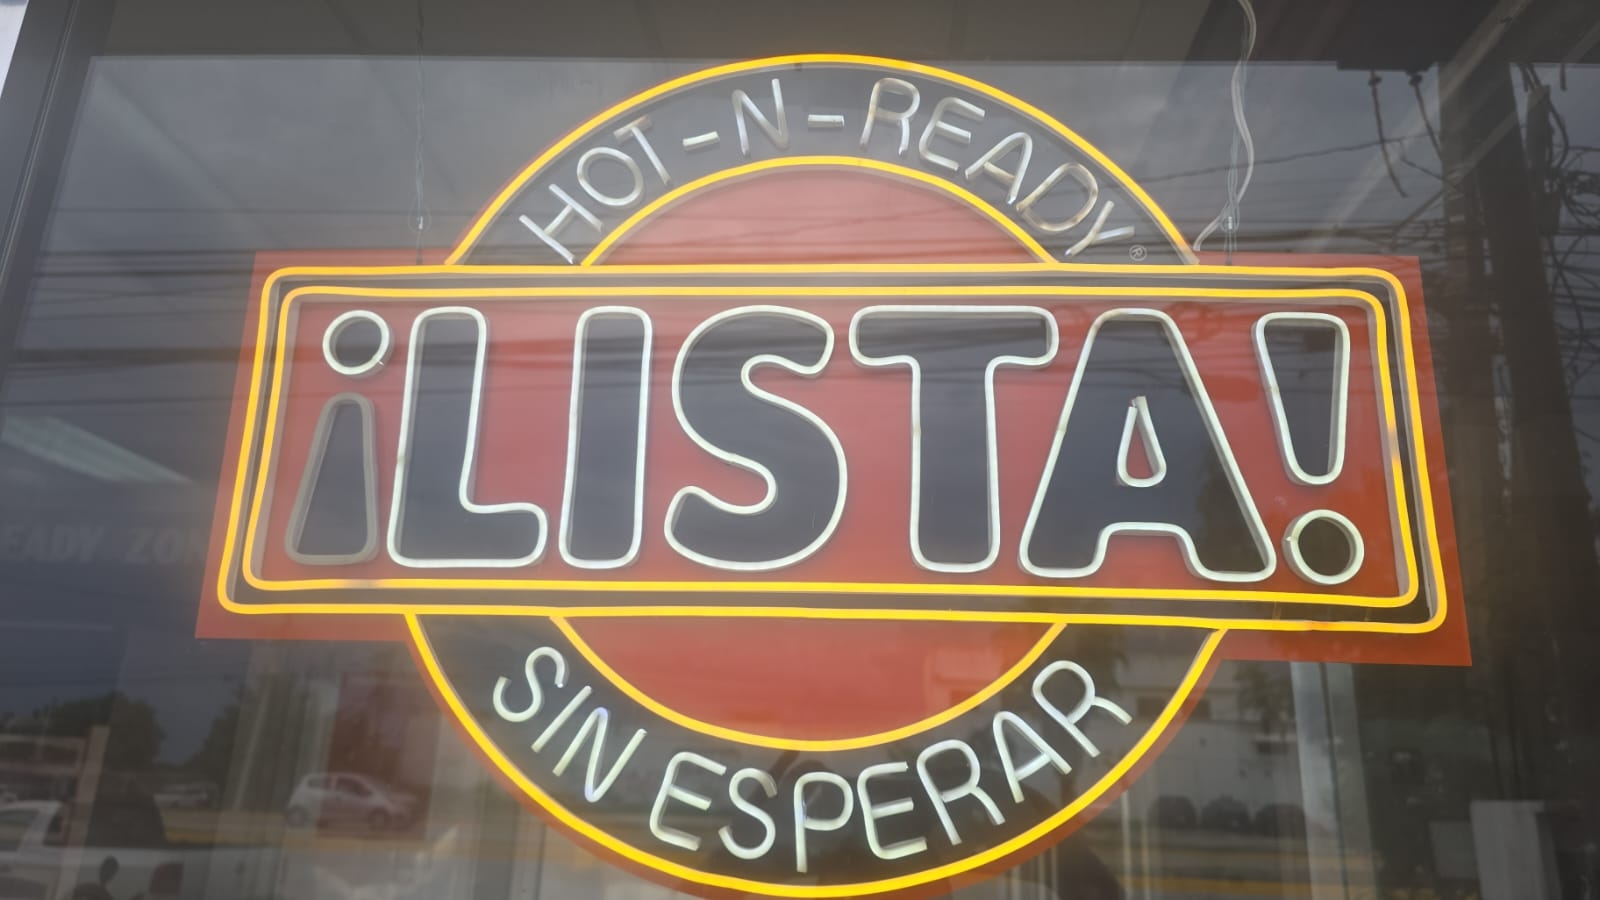 HOT-N-READY®
¡LISTA!
SIN ESPERAR